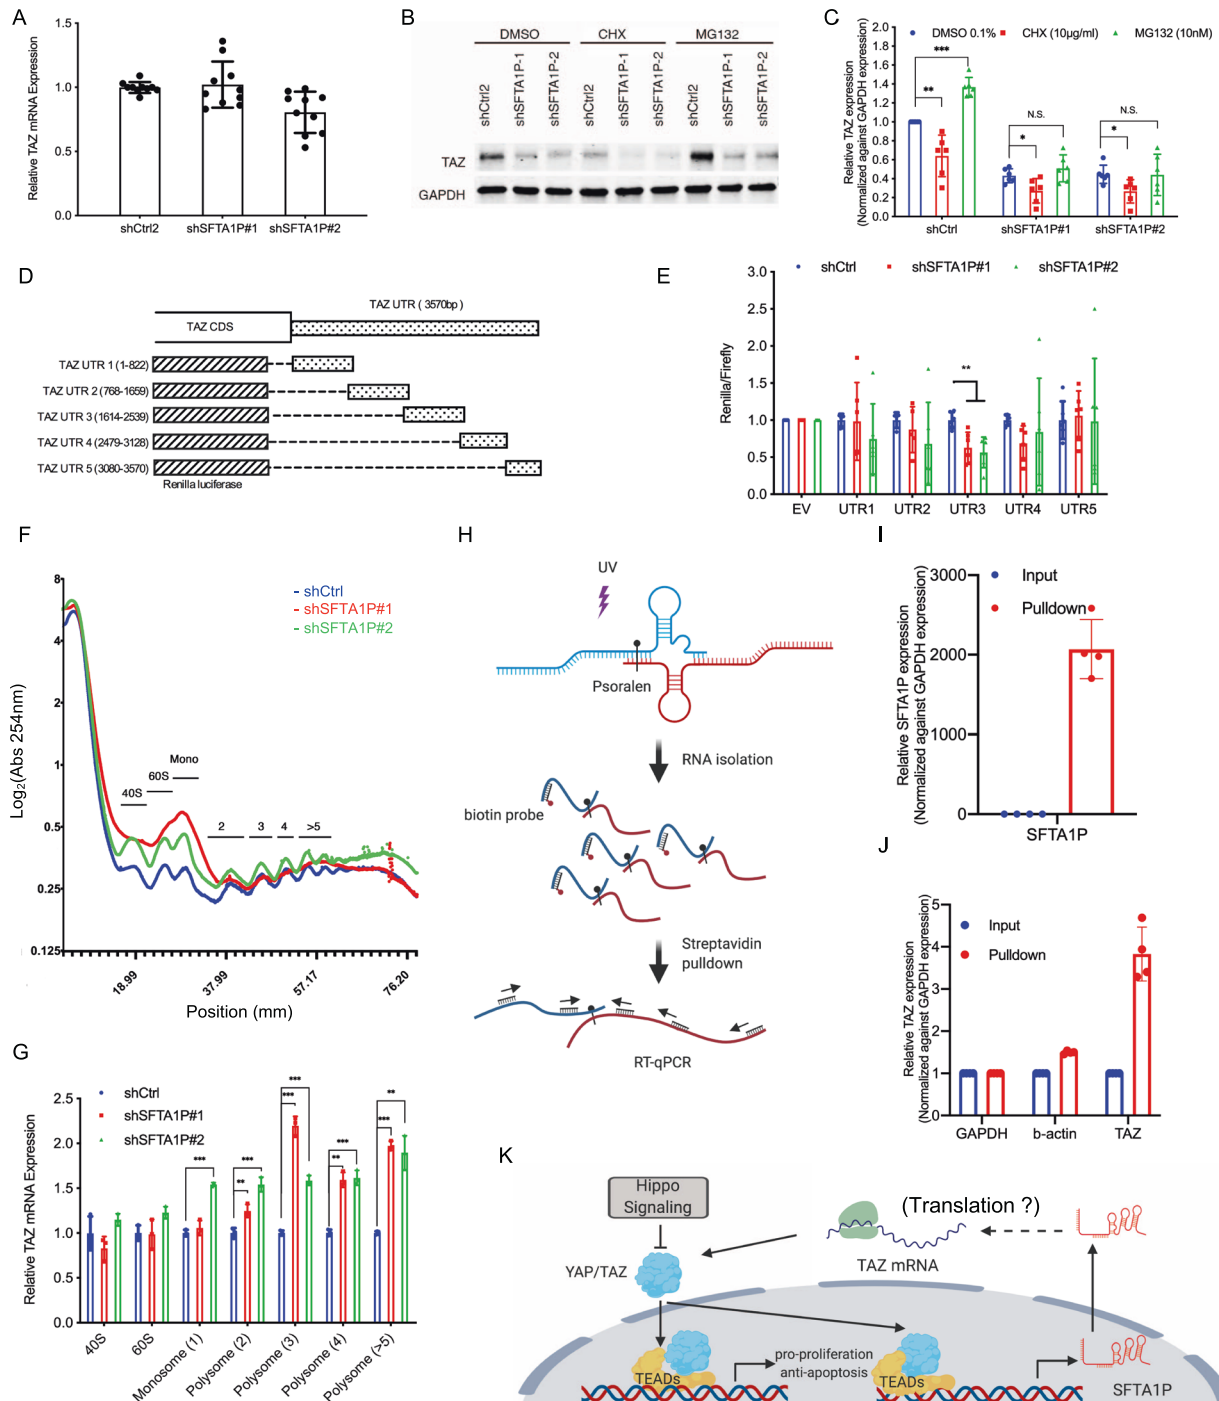 A
Relative TAZ mRNA Expression
1.5
1.0
0.5
0.0
shCtrl2
shSFTA1P#1
shSFTA1P#2
B
DMSO
CHX
MG132
shCtrl2
shSFTA1P-1
shSFTA1P-2
shCtrl2
shSFTA1P-1
shSFTA1P-2
shCtrl2
shSFTA1P-1
shSFTA1P-2
TAZ
GAPDH
C
DMSO 0.1%
CHX (10µg/ml)
MG132 (10nM)
Relative TAZ expression
(Normalized against GAPDH expression)
2.0
1.8
1.6
1.4
1.2
1.0
0.8
0.6
0.4
0.2
0.0
***
**
N.S.
*
N.S.
*
shCtrl
shSFTA1P#1
shSFTA1P#2
D
TAZ UTR ( 3570bp )
TAZ CDS
TAZ UTR 1 (1-822)
TAZ UTR 2 (768-1659)
TAZ UTR 3 (1614-2539)
TAZ UTR 4 (2479-3128)
TAZ UTR 5 (3080-3570)
Renilla luciferase
E
shCtrl
shSFTA1P#1
shSFTA1P#2
Renilla/Firefly
3.0
2.5
2.0
1.5
1.0
0.5
0.0
**
EV
UTR1
UTR2
UTR3
UTR4
UTR5
F
Log2(Abs 254nm)
8
4
2
1
0.5
0.25
0.125
shCtrl
shSFTA1P#1
shSFTA1P#2
40S
60S
Mono
2
3
4
>5
18.99
37.99
57.17
76.20
Position (mm)
G
shCtrl
shSFTA1P#1
shSFTA1P#2
Relative TAZ mRNA Expression
2.5
2.0
1.5
1.0
0.5
0.0
***
**
***
***
***
**
***
***
**
40S
60S
Monosome (1)
Polysome (2)
Polysome (3)
Polysome (4)
Polysome (>5)
H
UV
Psoralen
RNA isolation
biotin probe
Streptavidin
pulldown
RT-qPCR
I
Relative SFTA1P expression
(Normalized against GAPDH expression)
3000
2000
1000
0
Input
Pulldown
SFTA1P
J
Relative TAZ expression
(Normalized against GAPDH expression)
5
4
3
2
1
0
Input
Pulldown
GAPDH
b-actin
TAZ
K
Hippo
Signaling
YAP/TAZ
(Translation ?)
TAZ mRNA
TEADs
pro-proliferation
anti-apoptosis
TEADs
SFTA1P